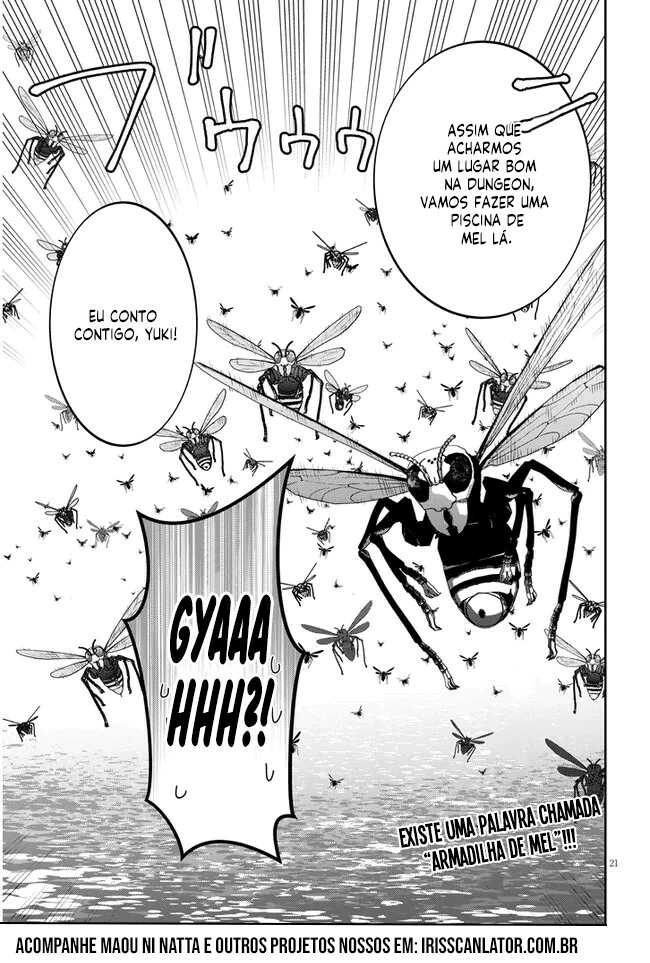 ブゥゥゥ
ASSIM QUE
ACHARMOS
UM LUGAR BOM
NA DUNGEON,
VAMOS FAZER UMA
PISCINA DE
MEL LÁ.
EU CONTO
CONTIGO, YUKI!
GYAAA
HHH?!
EXISTE UMA PALAVRA CHAMADA
“ARMADILHA DE MEL”!!!
21
ACOMPANHE MAOU NI NATTA E OUTROS PROJETOS NOSSOS EM: IRISSCANLATOR.COM.BR